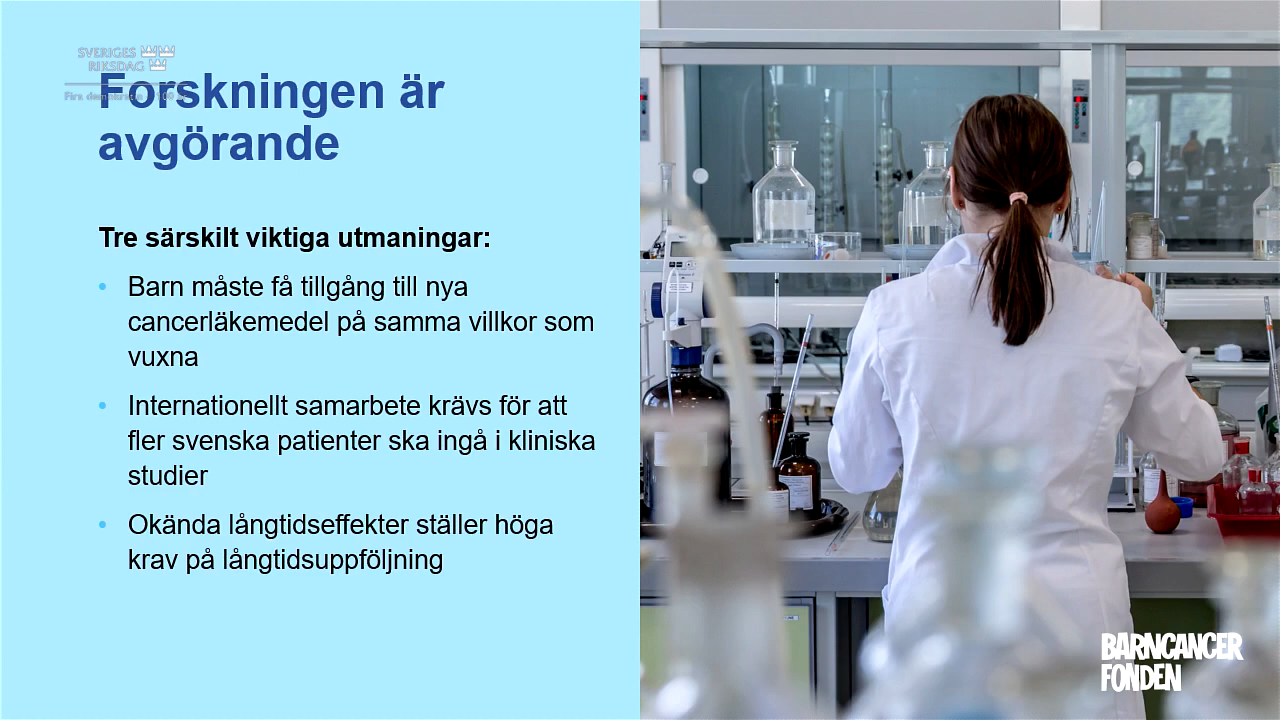 SVERIGES
RIKSDAG
Forskningen är
avgörande
Tre särskilt viktiga utmaningar:
• Barn måste få tillgång till nya
cancerläkemedel på samma villkor som
vuxna
• Internationellt samarbete krävs för att
fler svenska patienter ska ingå i kliniska
studier
• Okända långtidseffekter ställer höga
krav på långtidsuppföljning
BARNCANCER
FONDEN